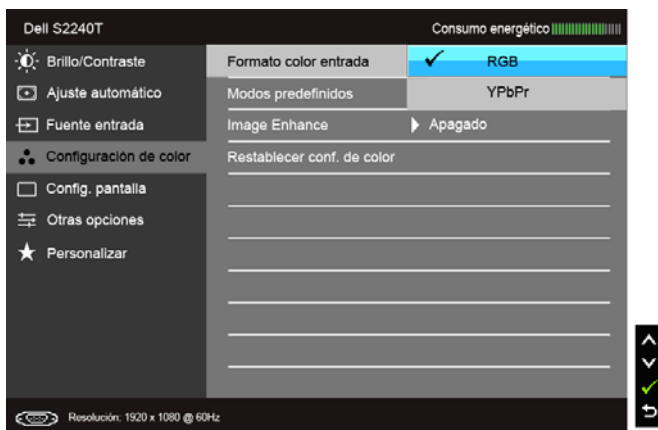 Dell S2240T
Consumo energético
Brillo/Contraste
Ajuste automático
Fuente entrada
Configuración de color
Config. pantalla
Otras opciones
Personalizar
Formato color entrada
RGB
Modos predefinidos
YPbPr
Image Enhance
Apagado
Restablecer conf. de color
Resolución: 1920 x 1080 @ 60Hz